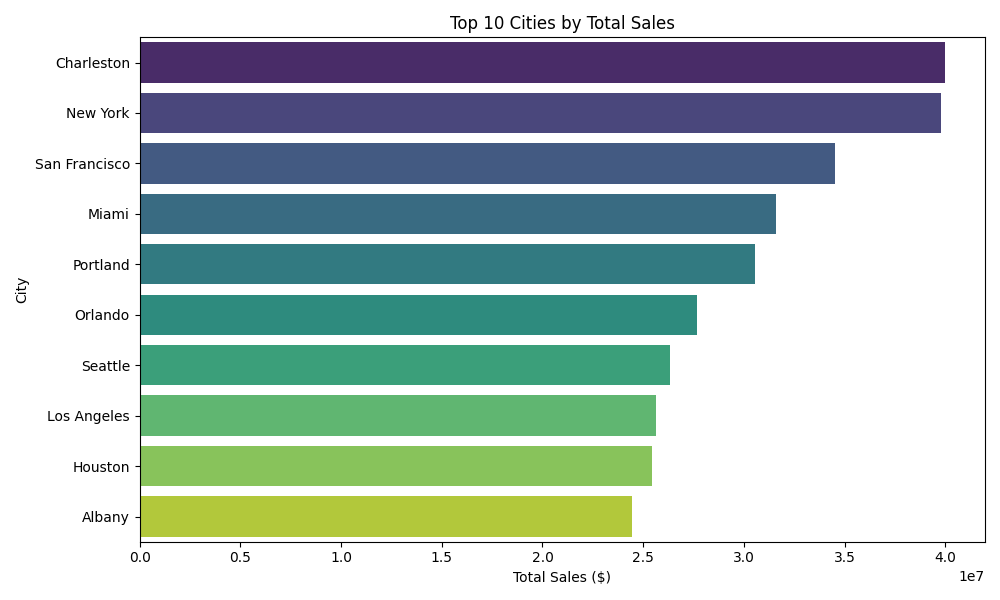 Top 10 Cities by Total Sales
City
Charleston
New York
San Francisco
Miami
Portland
Orlando
Seattle
Los Angeles
Houston
Albany
0.0 0.5 1.0 1.5 2.0 2.5 3.0 3.5 4.0
1e7
Total Sales ($)